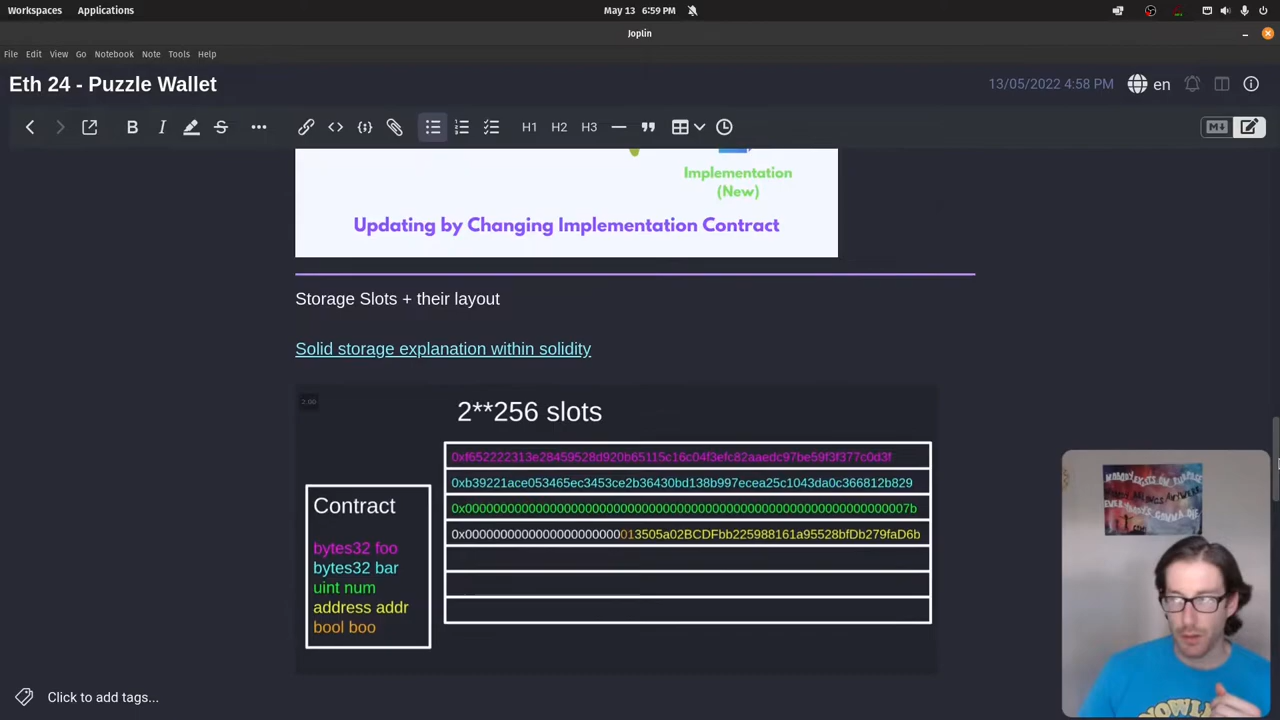 Workspaces Applications May 13 6:59 PM
Joplin
File Edit View Go Notebook Note Tools Help
Eth 24 - Puzzle Wallet 13/05/2022 4:58 PM en
B I S H1 H2 H3
Implementation
(New)
Updating by Changing Implementation Contract
Storage Slots + their layout
Solid storage explanation within solidity
2**256 slots
0xf652222313e28459528d920b65115c16c04f3efc82aaedc97be59f3f377c0d3f
0xb39221ace053465ec3453ce2b36430bd138b997ecea25c1043da0c366812b829
0x000000000000000000000000000000000000000000000000000000000000007b
0x0000000000000000000000013505a02BCDFbb225988161a95528bfDb279faD6b
Contract
bytes32 foo
bytes32 bar
uint num
address addr
bool boo
Click to add tags...